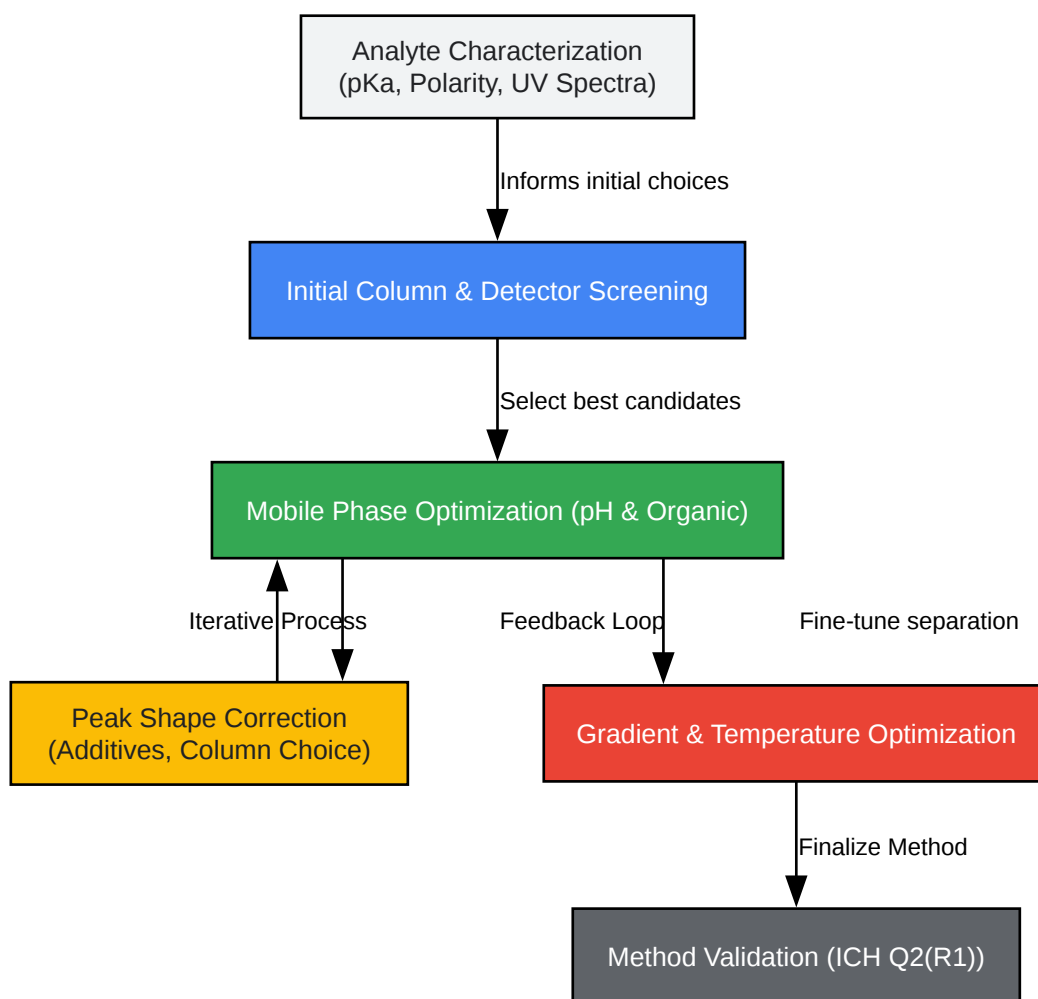 Analyte Characterization
(pKa, Polarity, UV Spectra)
Informs initial choices
Initial Column & Detector Screening
Select best candidates
Mobile Phase Optimization (pH & Organic)
Iterative Process
Feedback Loop
Fine-tune separation
Peak Shape Correction
(Additives, Column Choice)
Gradient & Temperature Optimization
Finalize Method
Method Validation (ICH Q2(R1))